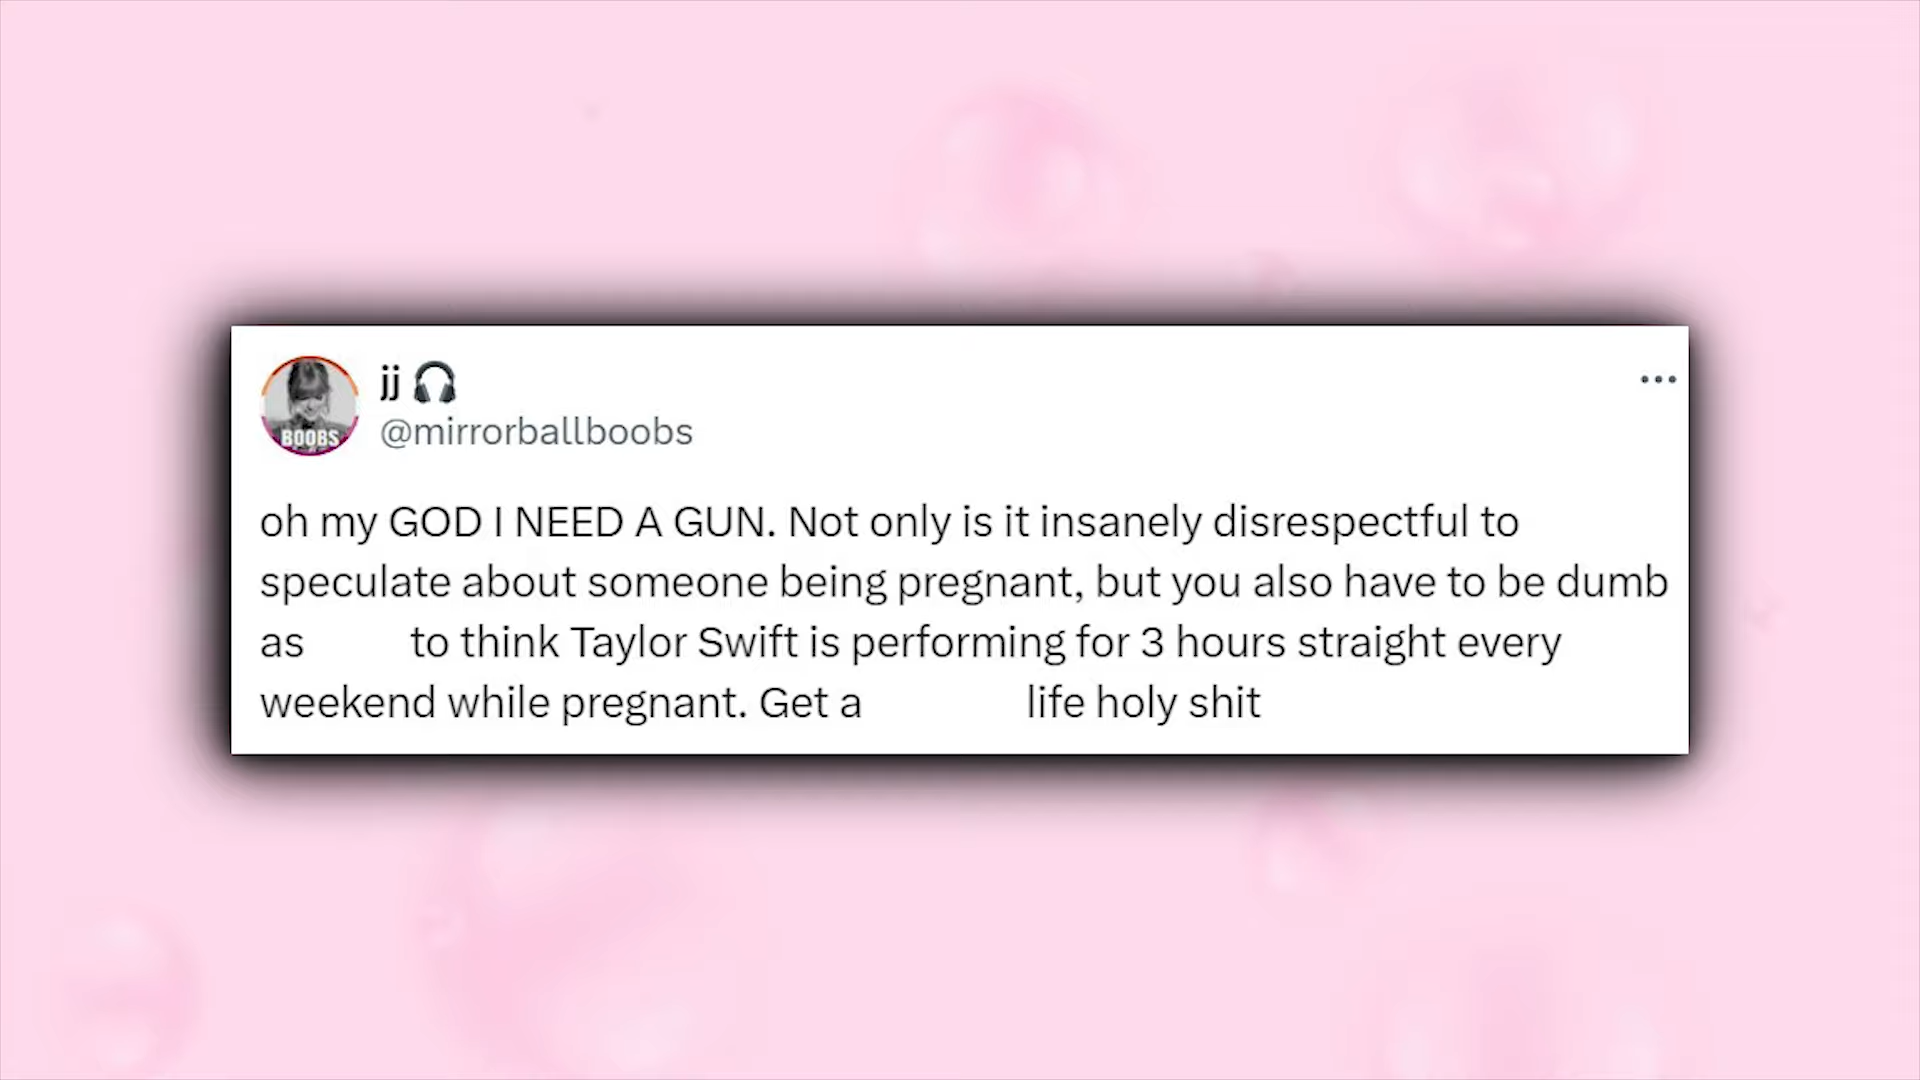 jj 🎧
@mirrorballboobs
BOOBS
oh my GOD I NEED A GUN. Not only is it insanely disrespectful to
speculate about someone being pregnant, but you also have to be dumb
as to think Taylor Swift is performing for 3 hours straight every
weekend while pregnant. Get a life holy shit